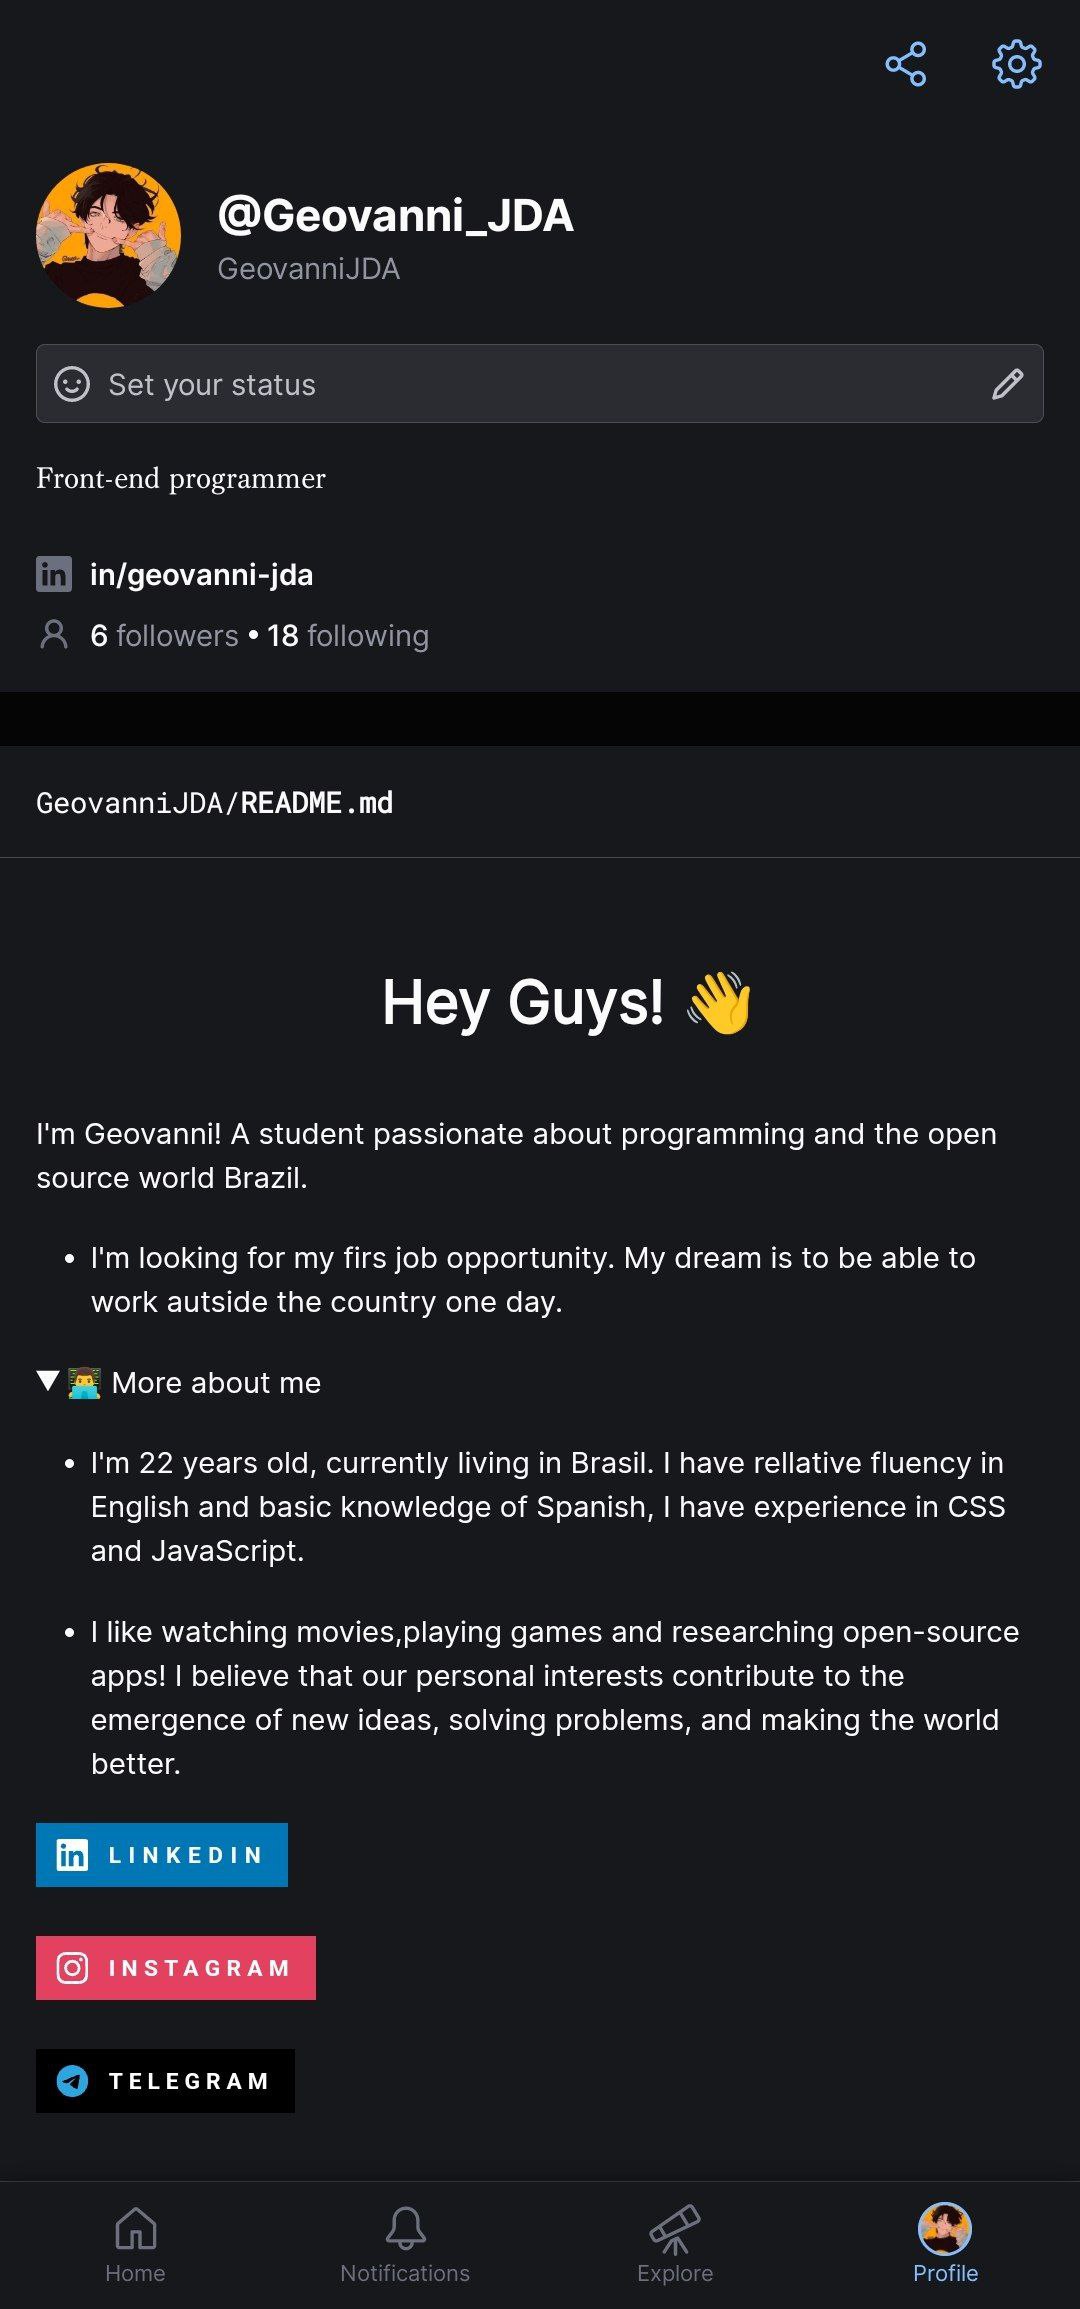 @Geovanni_JDA
GeovanniJDA
Set your status
Front-end programmer
in/geovanni-jda
6 followers • 18 following
GeovanniJDA/README.md
Hey Guys! 👋
I'm Geovanni! A student passionate about programming and the open
source world Brazil.
• I'm looking for my firs job opportunity. My dream is to be able to
work autside the country one day.
▼ 👨‍💻 More about me
• I'm 22 years old, currently living in Brasil. I have rellative fluency in
English and basic knowledge of Spanish, I have experience in CSS
and JavaScript.
• I like watching movies,playing games and researching open-source
apps! I believe that our personal interests contribute to the
emergence of new ideas, solving problems, and making the world
better.
LINKEDIN
INSTAGRAM
TELEGRAM
Home Notifications Explore Profile